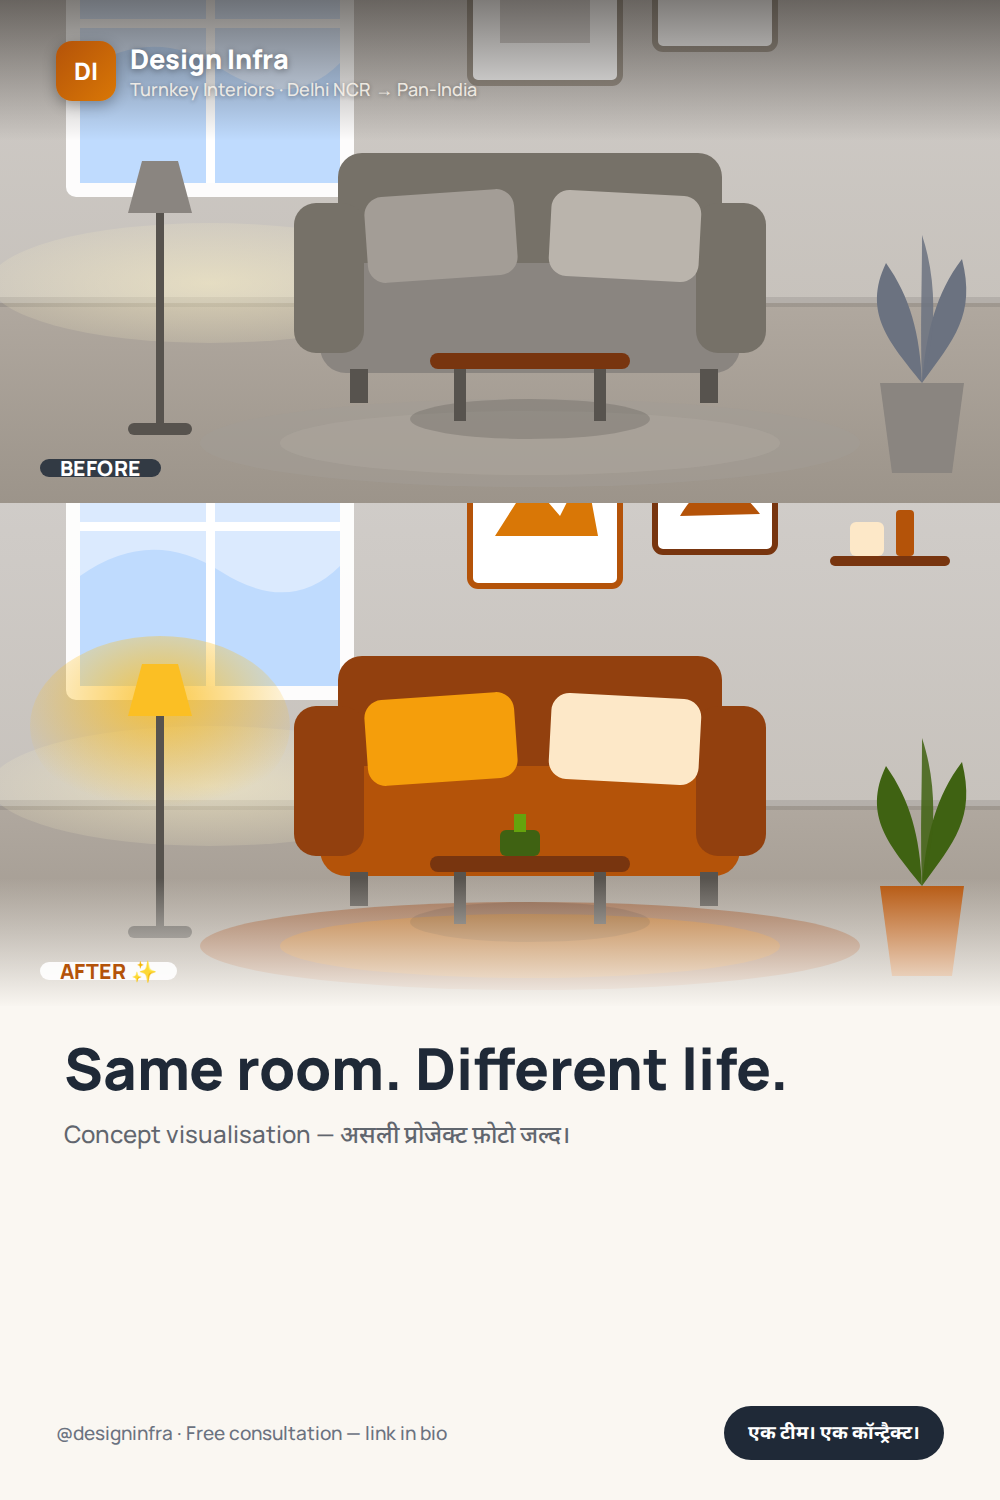 DI
Design Infra
Turnkey Interiors · Delhi NCR → Pan-India
BEFORE
AFTER ✨
Same room. Different life.
Concept visualisation — असली प्रोजेक्ट फ़ोटो जल्द।
@designinfra · Free consultation — link in bio
एक टीम। एक कॉन्ट्रैक्ट।